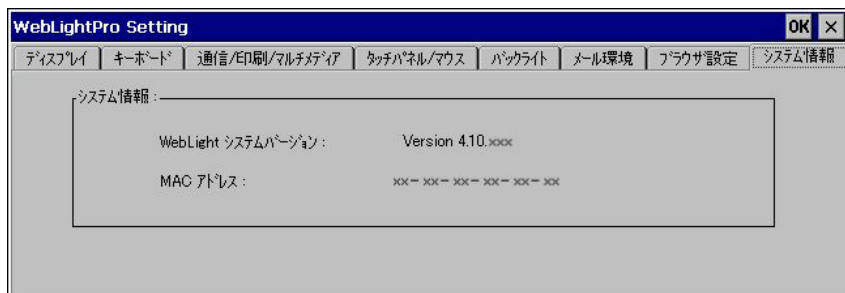 WebLightPro Setting OK ×
ﾃﾞｨｽﾌﾟﾚｲ ｷｰﾎﾞｰﾄﾞ 通信/印刷/マルチメディア ﾀｯﾁﾊﾟﾈﾙ/マウス ﾊﾞｯｸﾗｲﾄ メール環境 ﾌﾞﾗｳｻﾞ設定 ｼｽﾃﾑ情報
ｼｽﾃﾑ情報：
WebLight ｼｽﾃﾑﾊﾞｰｼﾞｮﾝ： Version 4.10.xxx
MAC ｱﾄﾞﾚｽ： xx- xx- xx- xx- xx- xx